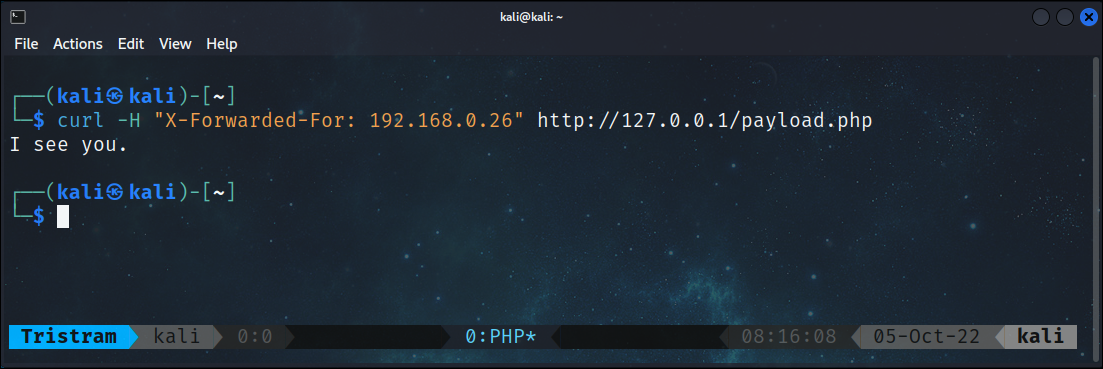 kali@kali: ~
File Actions Edit View Help
┌──(kali㉿kali)-[~]
└─$ curl -H "X-Forwarded-For: 192.168.0.26" http://127.0.0.1/payload.php
I see you.
┌──(kali㉿kali)-[~]
└─$
Tristram kali 0:0 0:PHP* 08:16:08 05-Oct-22 kali